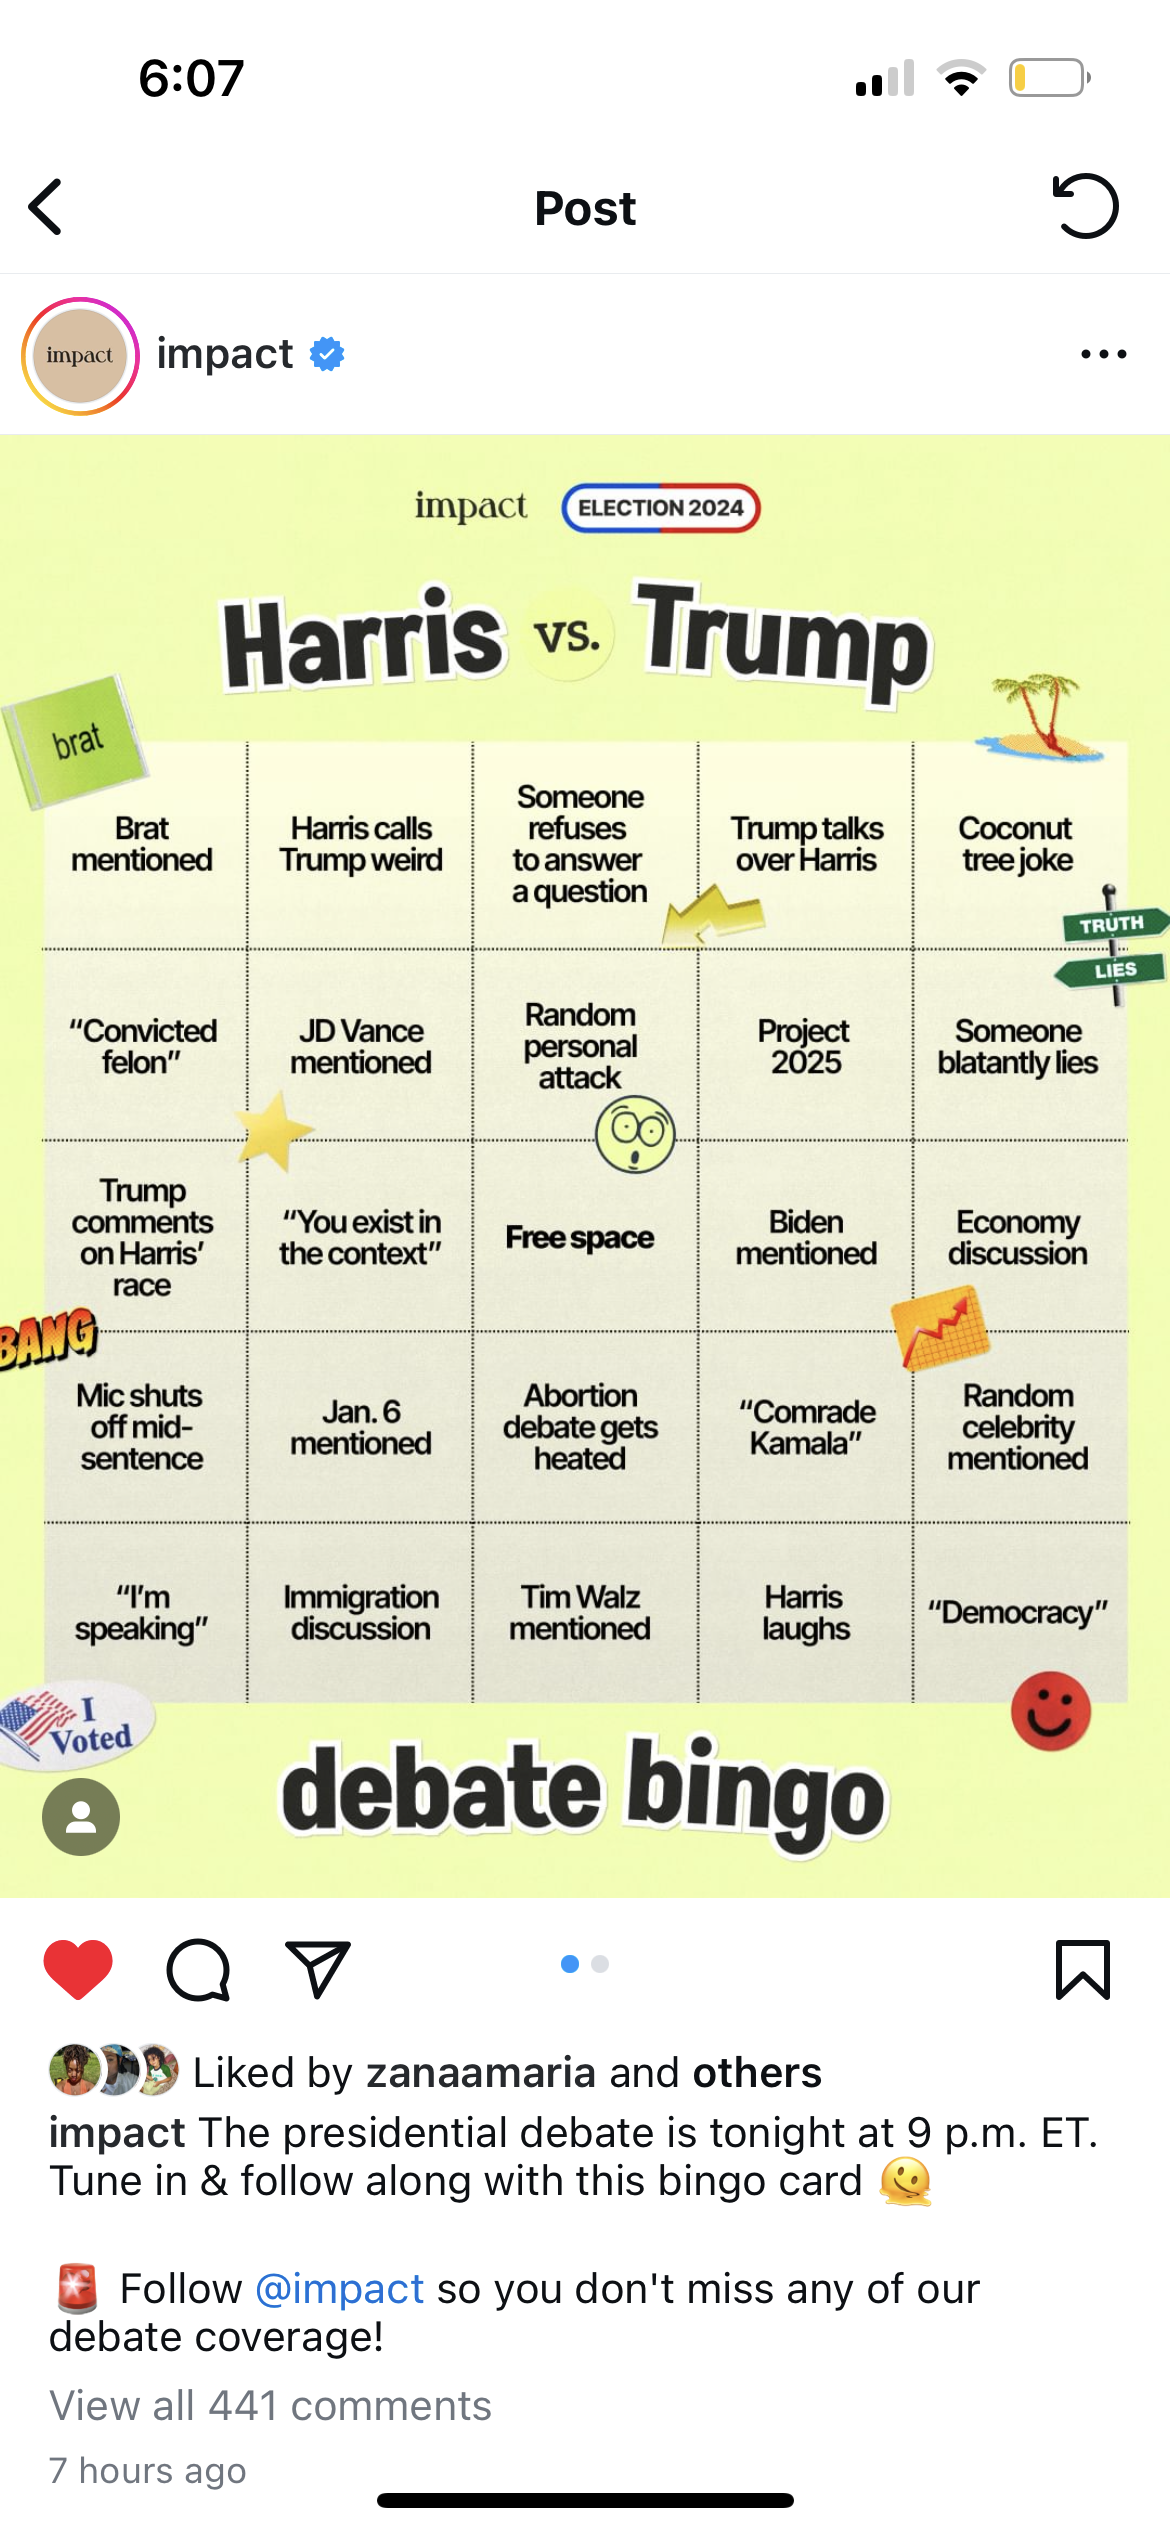 6:07
Post
impact
impact
impact ELECTION 2024
Harris vs. Trump
brat
Brat
mentioned
Harris calls
Trump weird
Someone
refuses
to answer
a question
Trump talks
over Harris
Coconut
tree joke
TRUTH
LIES
“Convicted
felon”
JD Vance
mentioned
Random
personal
attack
Project
2025
Someone
blatantly lies
Trump
comments
on Harris’
race
“You exist in
the context”
Free space
Biden
mentioned
Economy
discussion
BANG
Mic shuts
off mid-
sentence
Jan. 6
mentioned
Abortion
debate gets
heated
“Comrade
Kamala”
Random
celebrity
mentioned
“I’m
speaking”
Immigration
discussion
Tim Walz
mentioned
Harris
laughs
“Democracy”
I
Voted
debate bingo
Liked by zanaamaria and others
impact The presidential debate is tonight at 9 p.m. ET.
Tune in & follow along with this bingo card 🫠
🚨 Follow @impact so you don't miss any of our
debate coverage!
View all 441 comments
7 hours ago